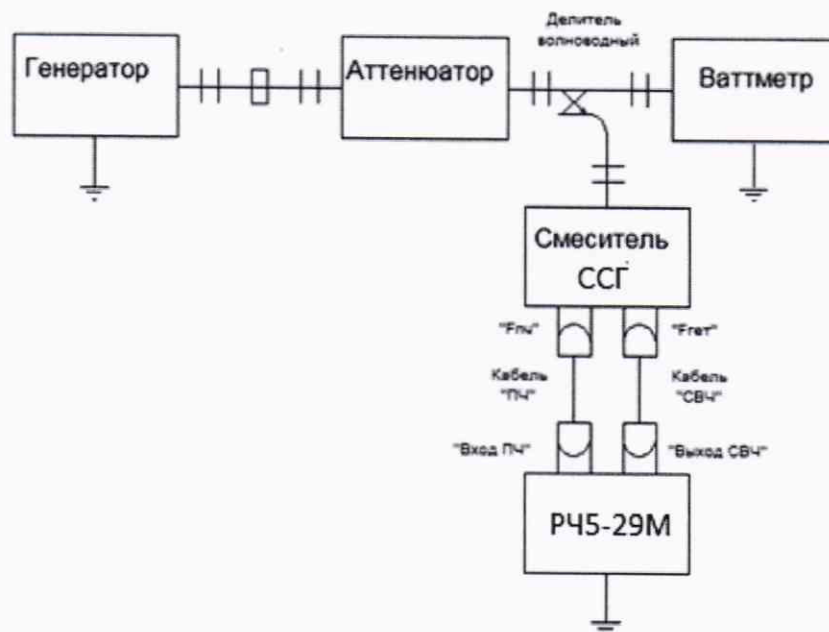 Делитель
волноводный
Генератор
Аттенюатор
Ваттметр
Смеситель
ССГ
"Fпч"
"Fгет"
Кабель
"ПЧ"
Кабель
"СВЧ"
"Вход ПЧ"
"Выход СВЧ"
РЧ5-29М